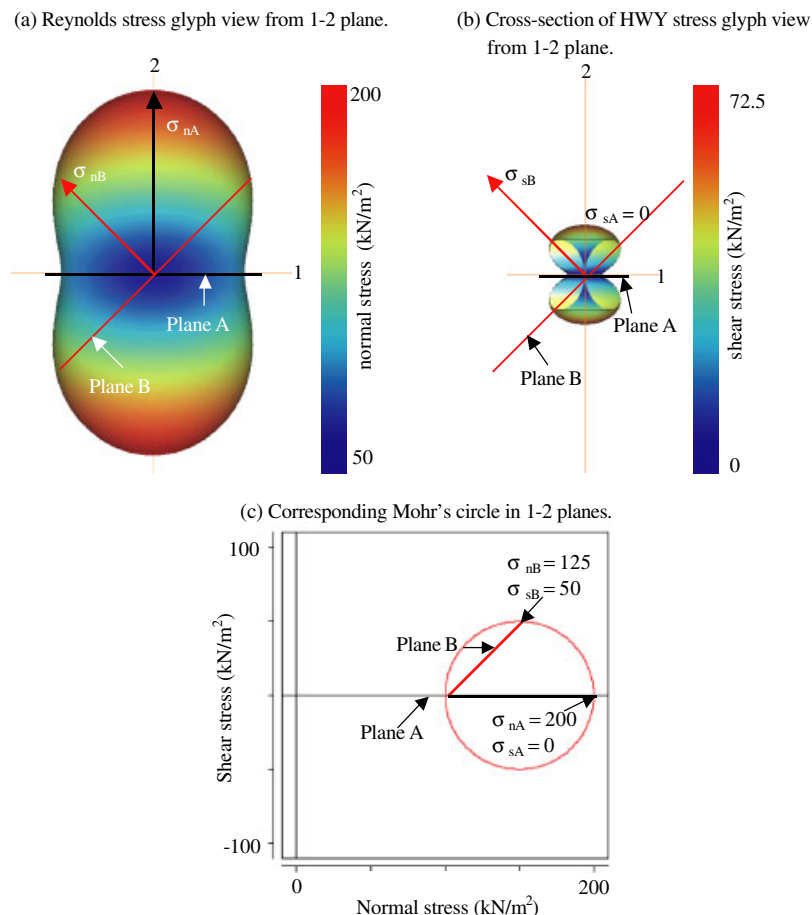 (a) Reynolds stress glyph view from 1-2 plane.
2
200
σ nA
σ nB
1
Plane A
Plane B
50
normal stress (kN/m²)
(b) Cross-section of HWY stress glyph view
from 1-2 plane.
2
72.5
σ sB
σ sA = 0
1
Plane A
Plane B
0
shear stress (kN/m²)
(c) Corresponding Mohr's circle in 1-2 planes.
100
σ nB = 125
σ sB = 50
Plane B
Plane A
σ nA = 200
σ sA = 0
-100
Shear stress (kN/m²)
0
200
Normal stress (kN/m²)